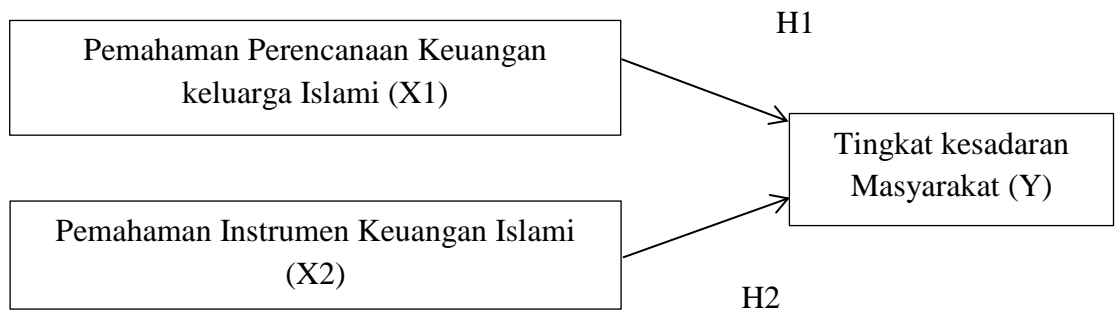 H1
Pemahaman Perencanaan Keuangan
keluarga Islami (X1)
Tingkat kesadaran
Masyarakat (Y)
Pemahaman Instrumen Keuangan Islami
(X2)
H2